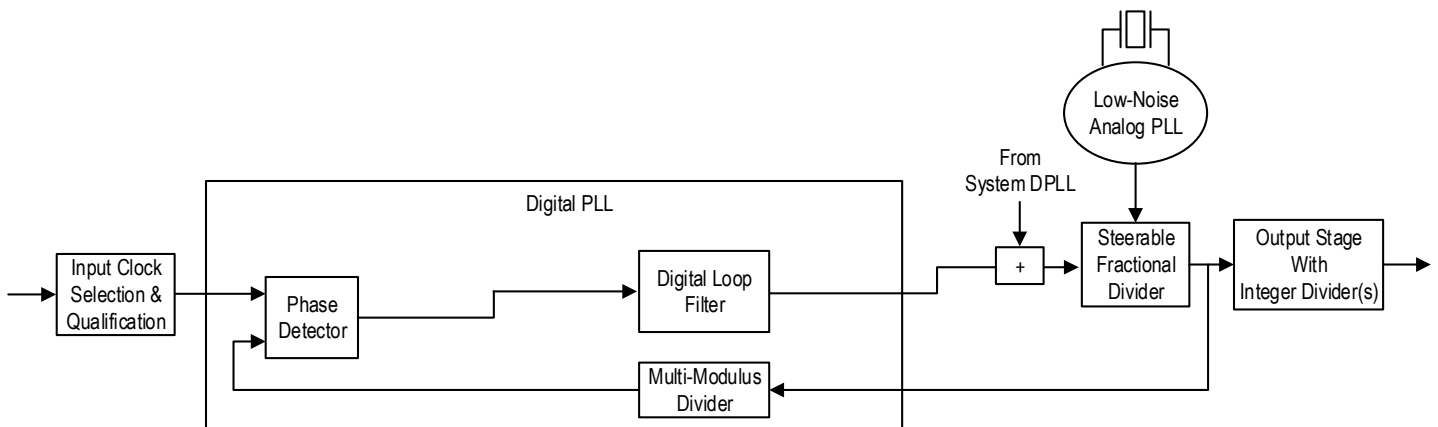 Low-Noise
Analog PLL
From
System DPLL
Digital PLL
Input Clock
Selection &
Qualification
Phase
Detector
Digital Loop
Filter
+
Steerable
Fractional
Divider
Output Stage
With
Integer Divider(s)
Multi-Modulus
Divider